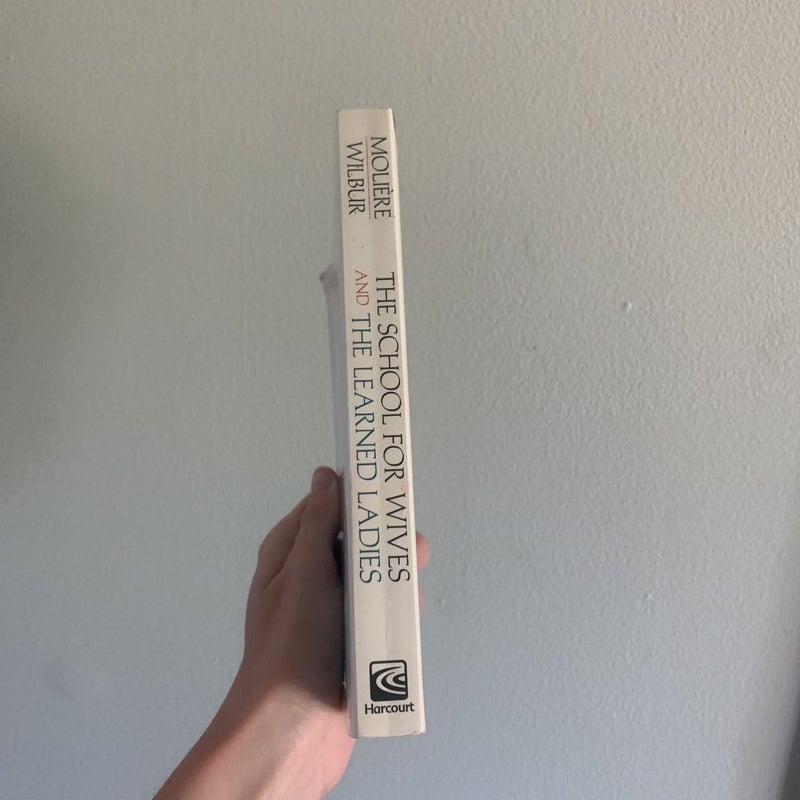 MOLIÈRE
WILBUR
THE SCHOOL FOR WIVES
AND THE LEARNED LADIES
Harcourt